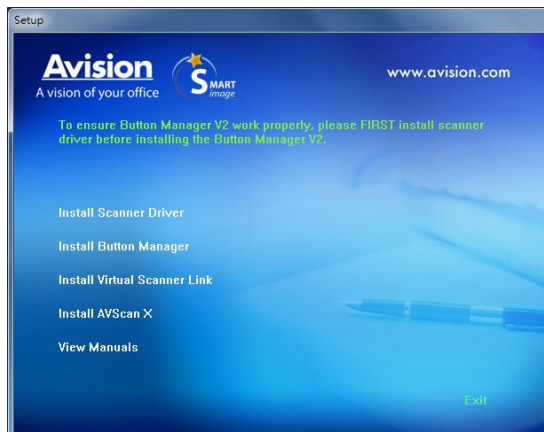 Setup
Avision
A vision of your office
SMART
image
www.avision.com
To ensure Button Manager V2 work properly, please FIRST install scanner
driver before installing the Button Manager V2.
Install Scanner Driver
Install Button Manager
Install Virtual Scanner Link
Install AVScan X
View Manuals
Exit